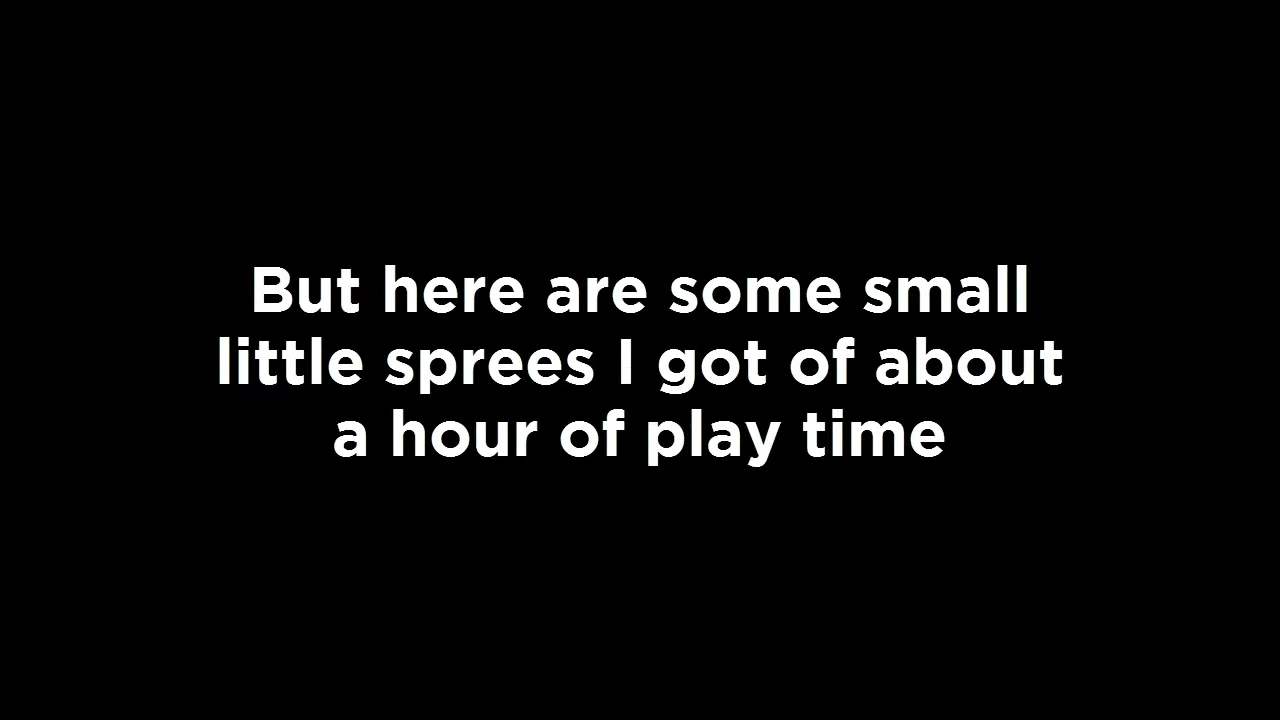 But here are some small
little sprees I got of about
a hour of play time